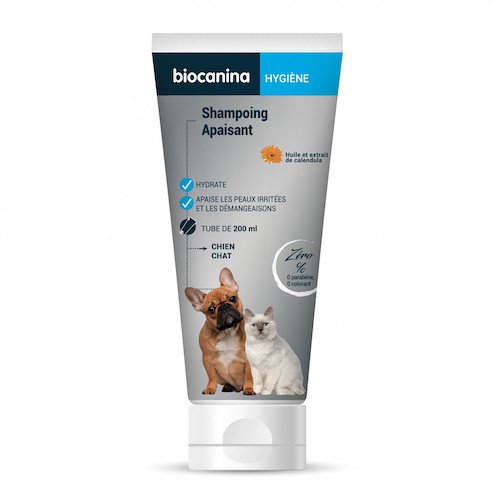 biocanina
HYGIÈNE
Shampoing
Apaisant
Huile et extrait
de calendula
HYDRATE
APAISE LES PEAUX IRRITÉES
ET LES DÉMANGEAISONS
TUBE DE 200 ml
CHIEN
CHAT
Zéro
%
0 parabène,
0 colorant